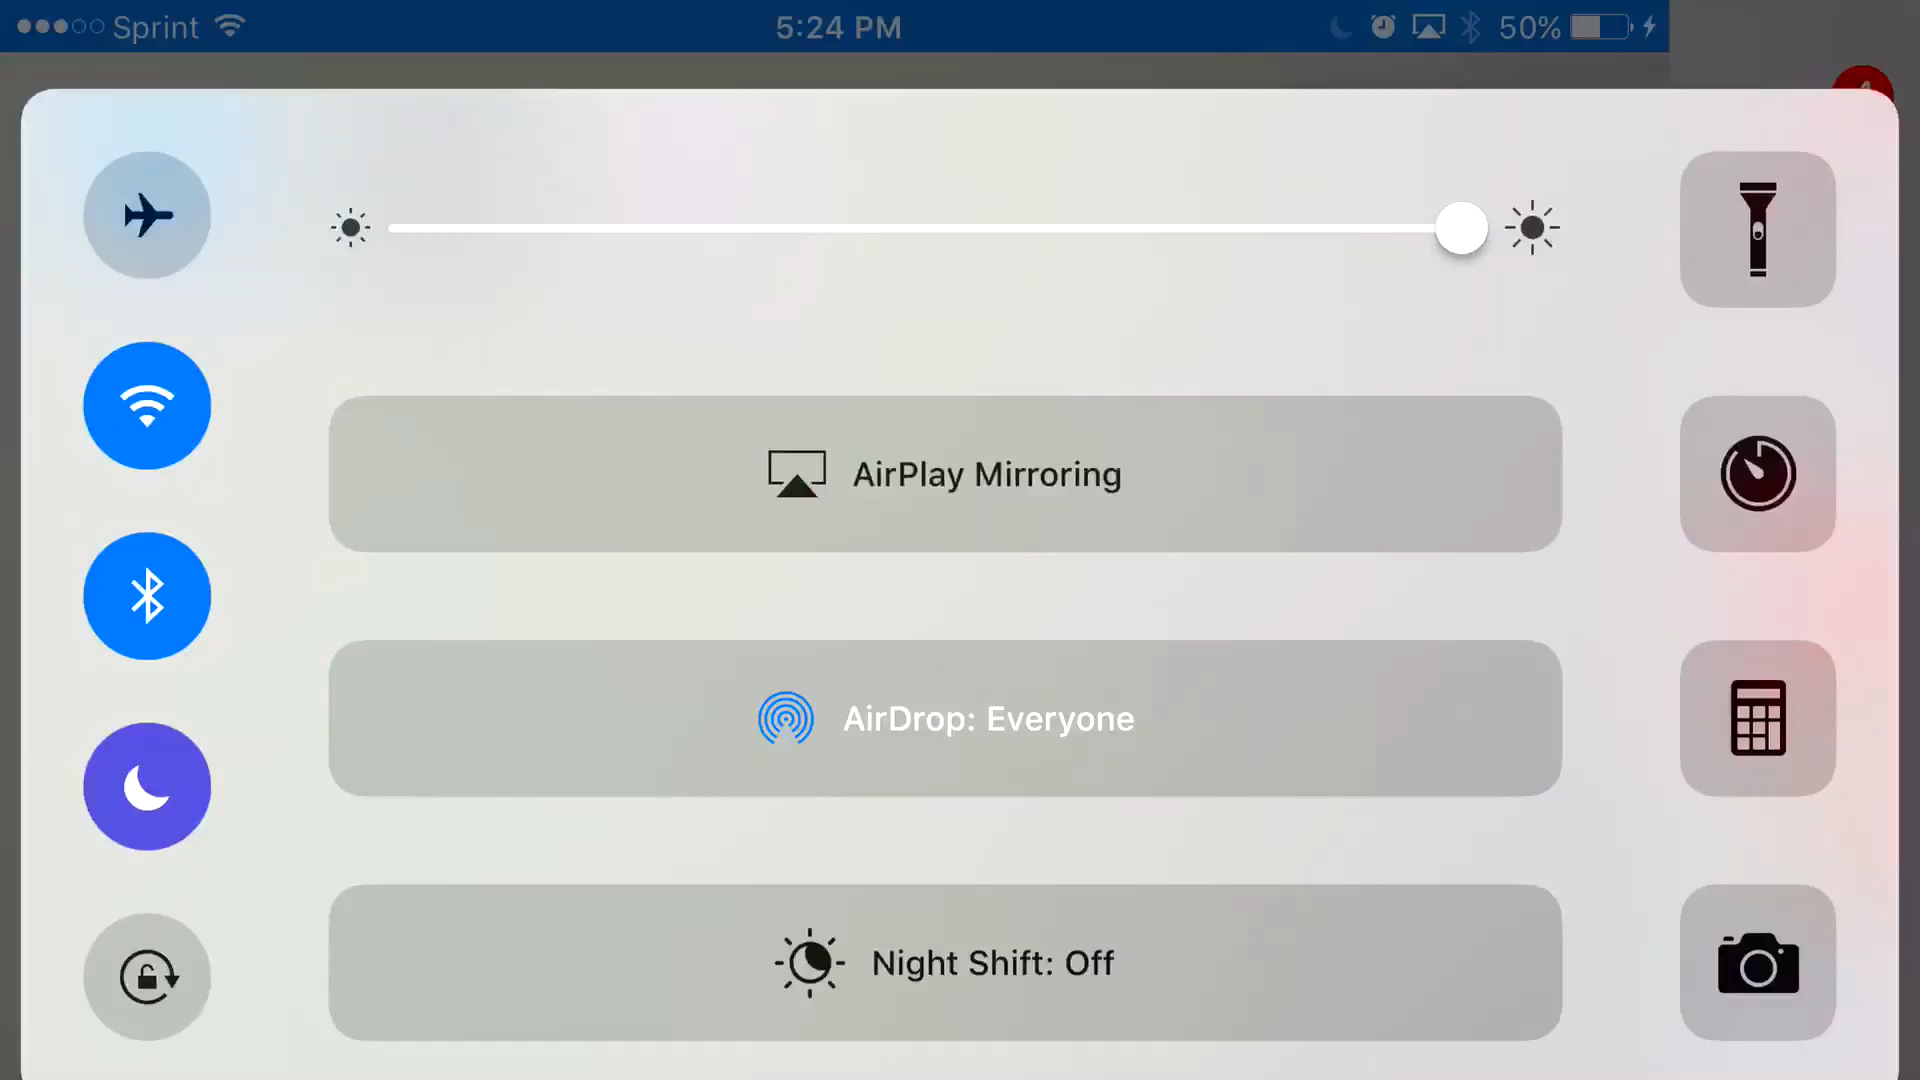 Sprint 5:24 PM 50%
AirPlay Mirroring
AirDrop: Everyone
Night Shift: Off